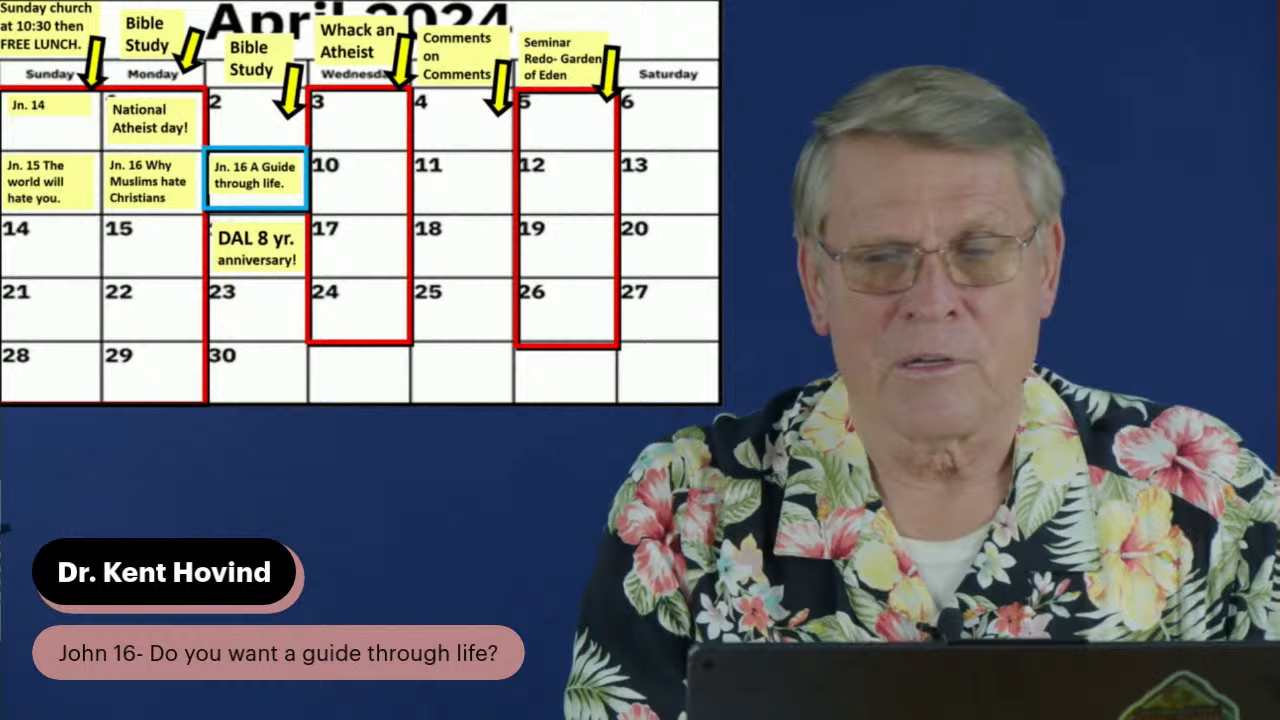 April 2024
Sunday church
at 10:30 then
FREE LUNCH.
Bible
Study
Bible
Study
Whack an
Atheist
Comments
on
Comments
Seminar
Redo- Garden
of Eden
Sunday
Monday
Wednesday
Saturday
Jn. 14
National
Atheist day!
2
3
4
5
6
Jn. 15 The
world will
hate you.
Jn. 16 Why
Muslims hate
Christians
Jn. 16 A Guide
through life.
10
11
12
13
14
15
DAL 8 yr.
anniversary!
17
18
19
20
21
22
23
24
25
26
27
28
29
30
Dr. Kent Hovind
John 16- Do you want a guide through life?